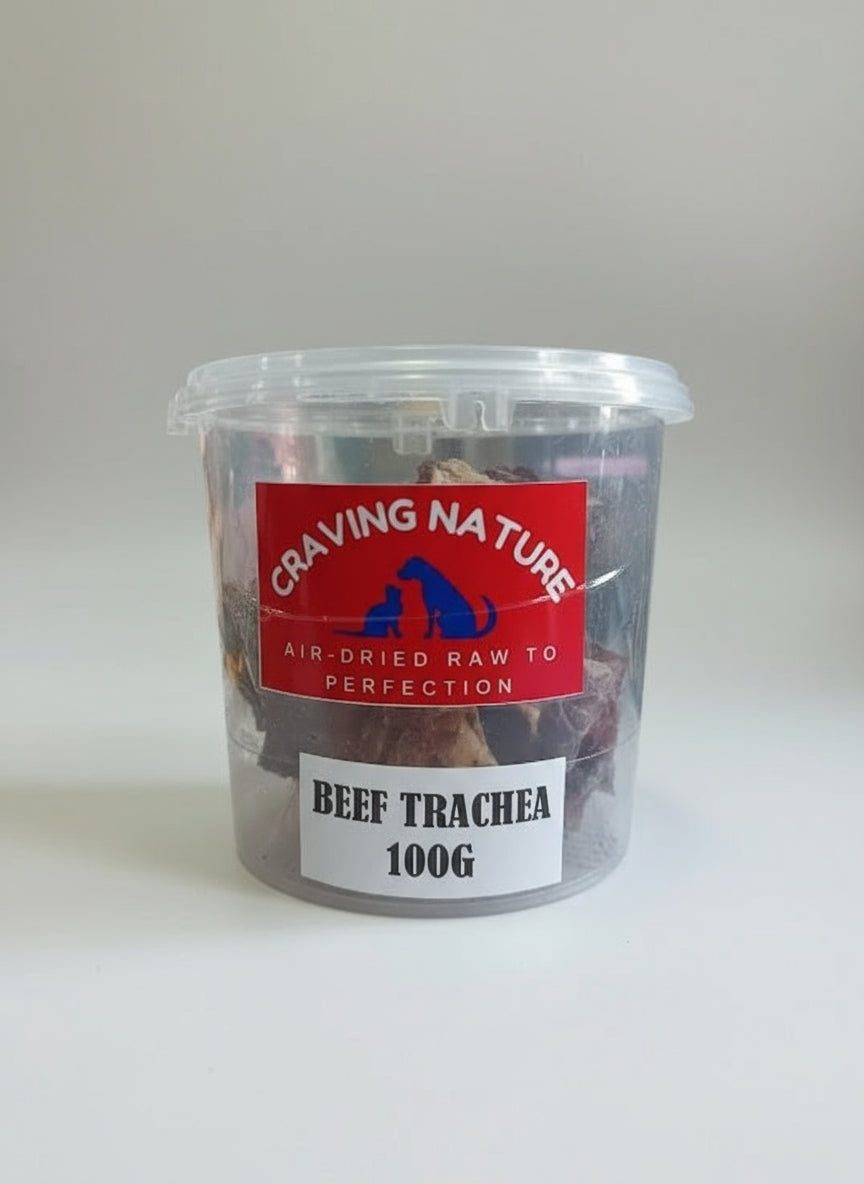 CRAVING NATURE
AIR-DRIED RAW TO
PERFECTION
BEEF TRACHEA
100G